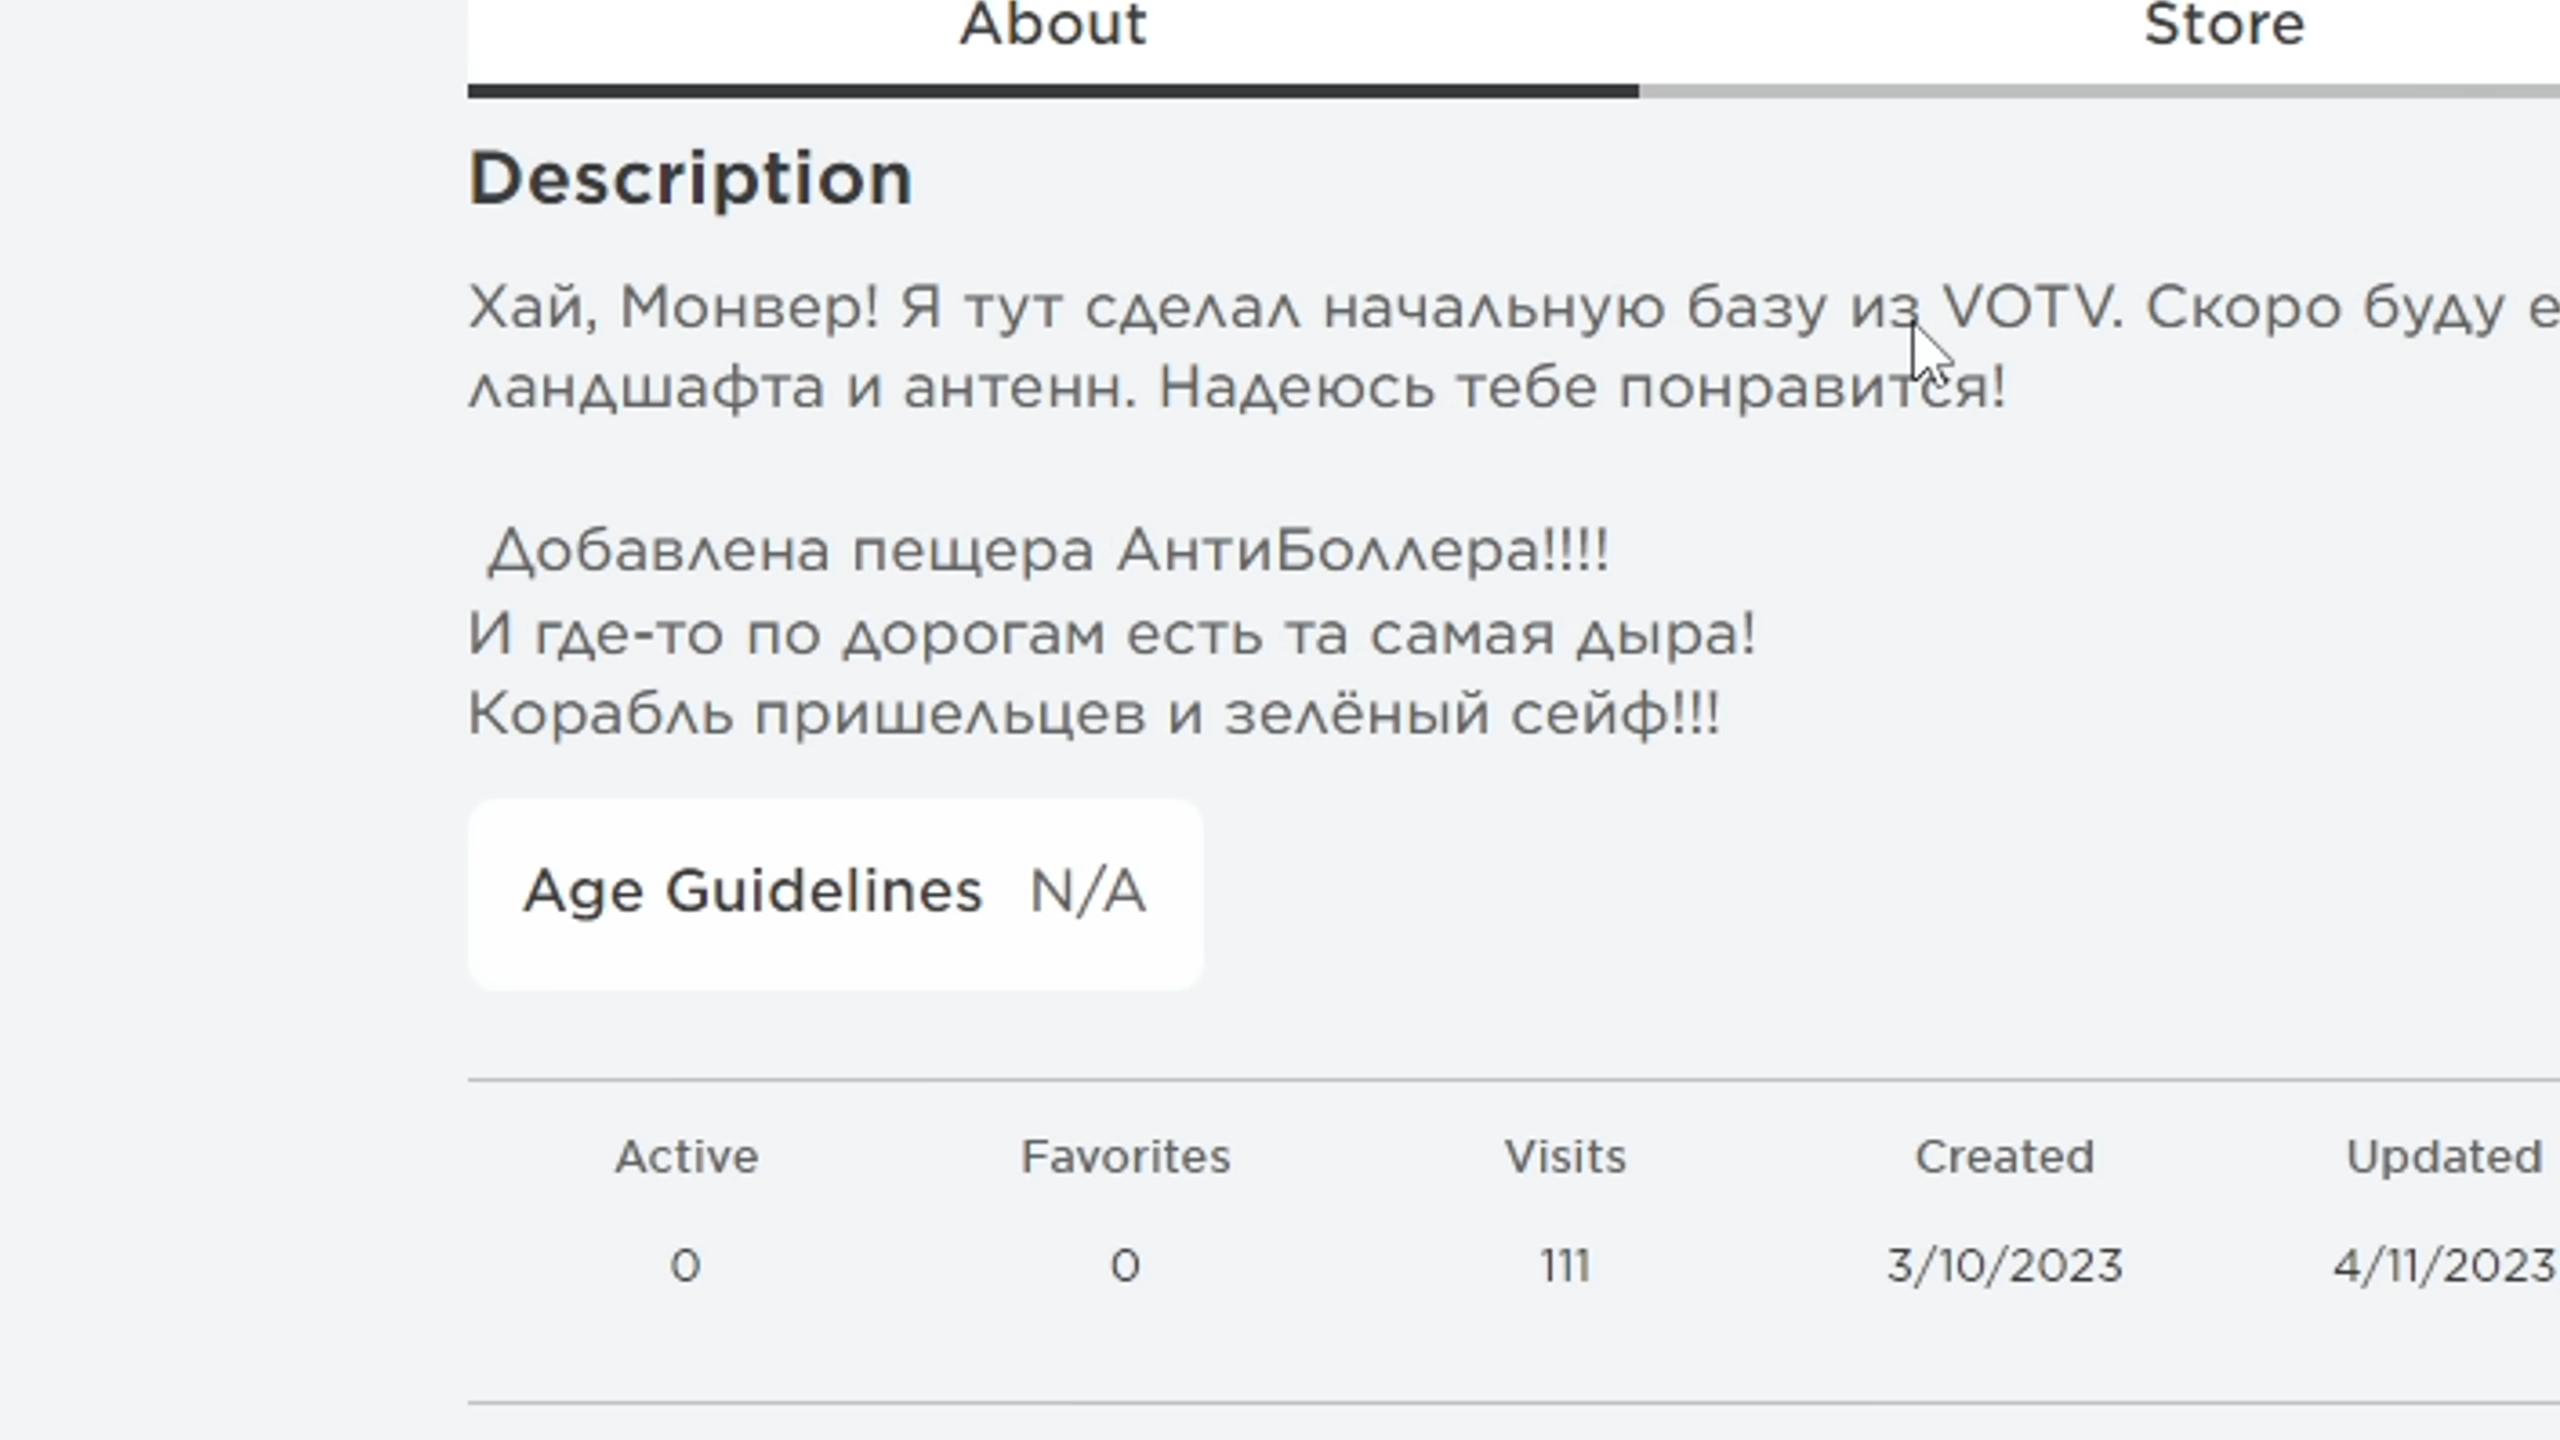 About
Store
Description
Хай, Монвер! Я тут сделал начальную базу из VOTV. Скоро буду
ландшафта и антенн. Надеюсь тебе понравится!
Добавлена пещера АнтиБоллера!!!!
И где-то по дорогам есть та самая дыра!
Корабль пришельцев и зелёный сейф!!!
Age Guidelines N/A
Active Favorites Visits Created Updated
0 0 111 3/10/2023 4/11/2023